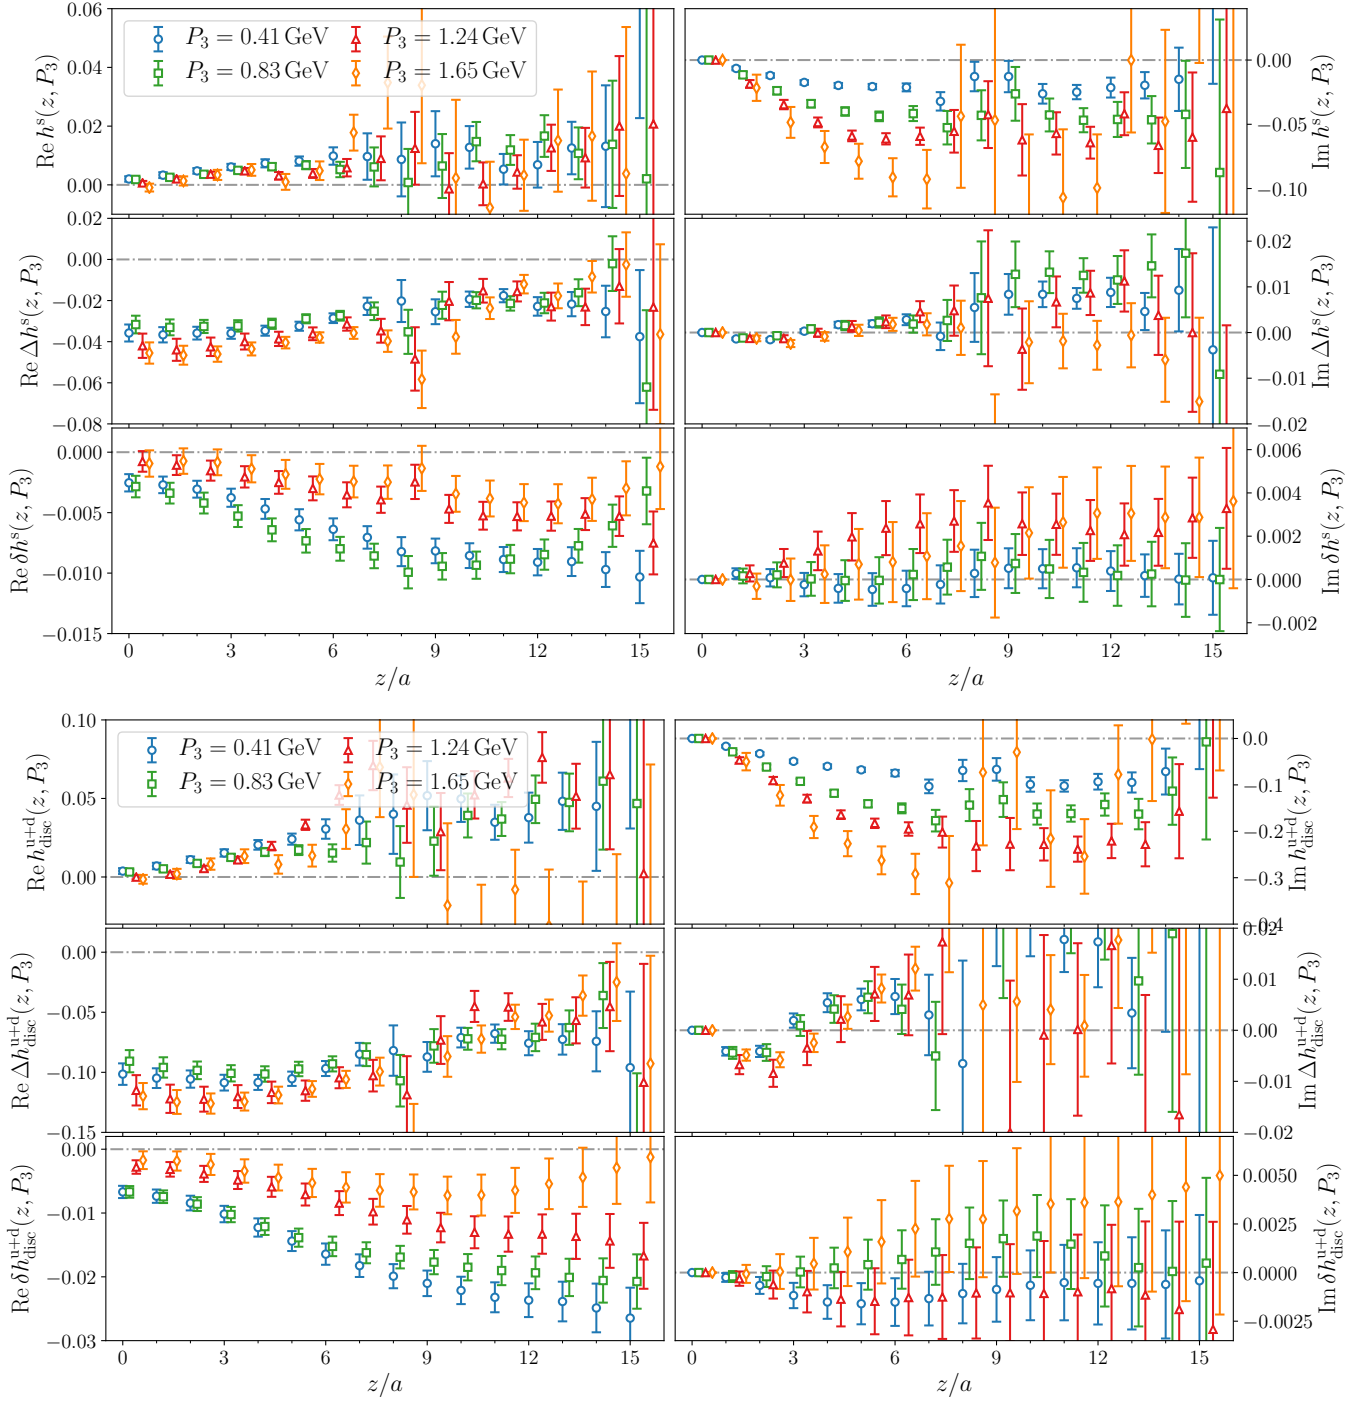 0.06
0.04
0.02
0.00
Re h^s(z, P_3)
P_3 = 0.41 GeV
P_3 = 0.83 GeV
P_3 = 1.24 GeV
P_3 = 1.65 GeV
0.00
−0.05
−0.10
Im h^s(z, P_3)
0.02
0.00
−0.02
−0.04
−0.06
−0.08
Re Δh^s(z, P_3)
0.02
0.01
0.00
−0.01
−0.02
Im Δh^s(z, P_3)
0.000
−0.005
−0.010
−0.015
Re δh^s(z, P_3)
0.006
0.004
0.002
0.000
−0.002
Im δh^s(z, P_3)
0 3 6 9 12 15
z/a
0 3 6 9 12 15
z/a
0.10
0.05
0.00
Re h^{u+d}_{disc}(z, P_3)
P_3 = 0.41 GeV
P_3 = 0.83 GeV
P_3 = 1.24 GeV
P_3 = 1.65 GeV
0.0
−0.1
−0.2
−0.3
−0.4
Im h^{u+d}_{disc}(z, P_3)
0.00
−0.05
−0.10
−0.15
Re Δh^{u+d}_{disc}(z, P_3)
0.02
0.01
0.00
−0.01
−0.02
Im Δh^{u+d}_{disc}(z, P_3)
0.00
−0.01
−0.02
−0.03
Re δh^{u+d}_{disc}(z, P_3)
0.0050
0.0025
0.0000
−0.0025
Im δh^{u+d}_{disc}(z, P_3)
0 3 6 9 12 15
z/a
0 3 6 9 12 15
z/a